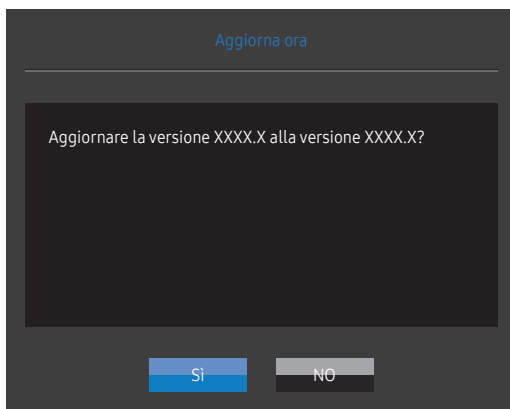 Aggiorna ora
Aggiornare la versione XXXX.X alla versione XXXX.X?
Sì
NO